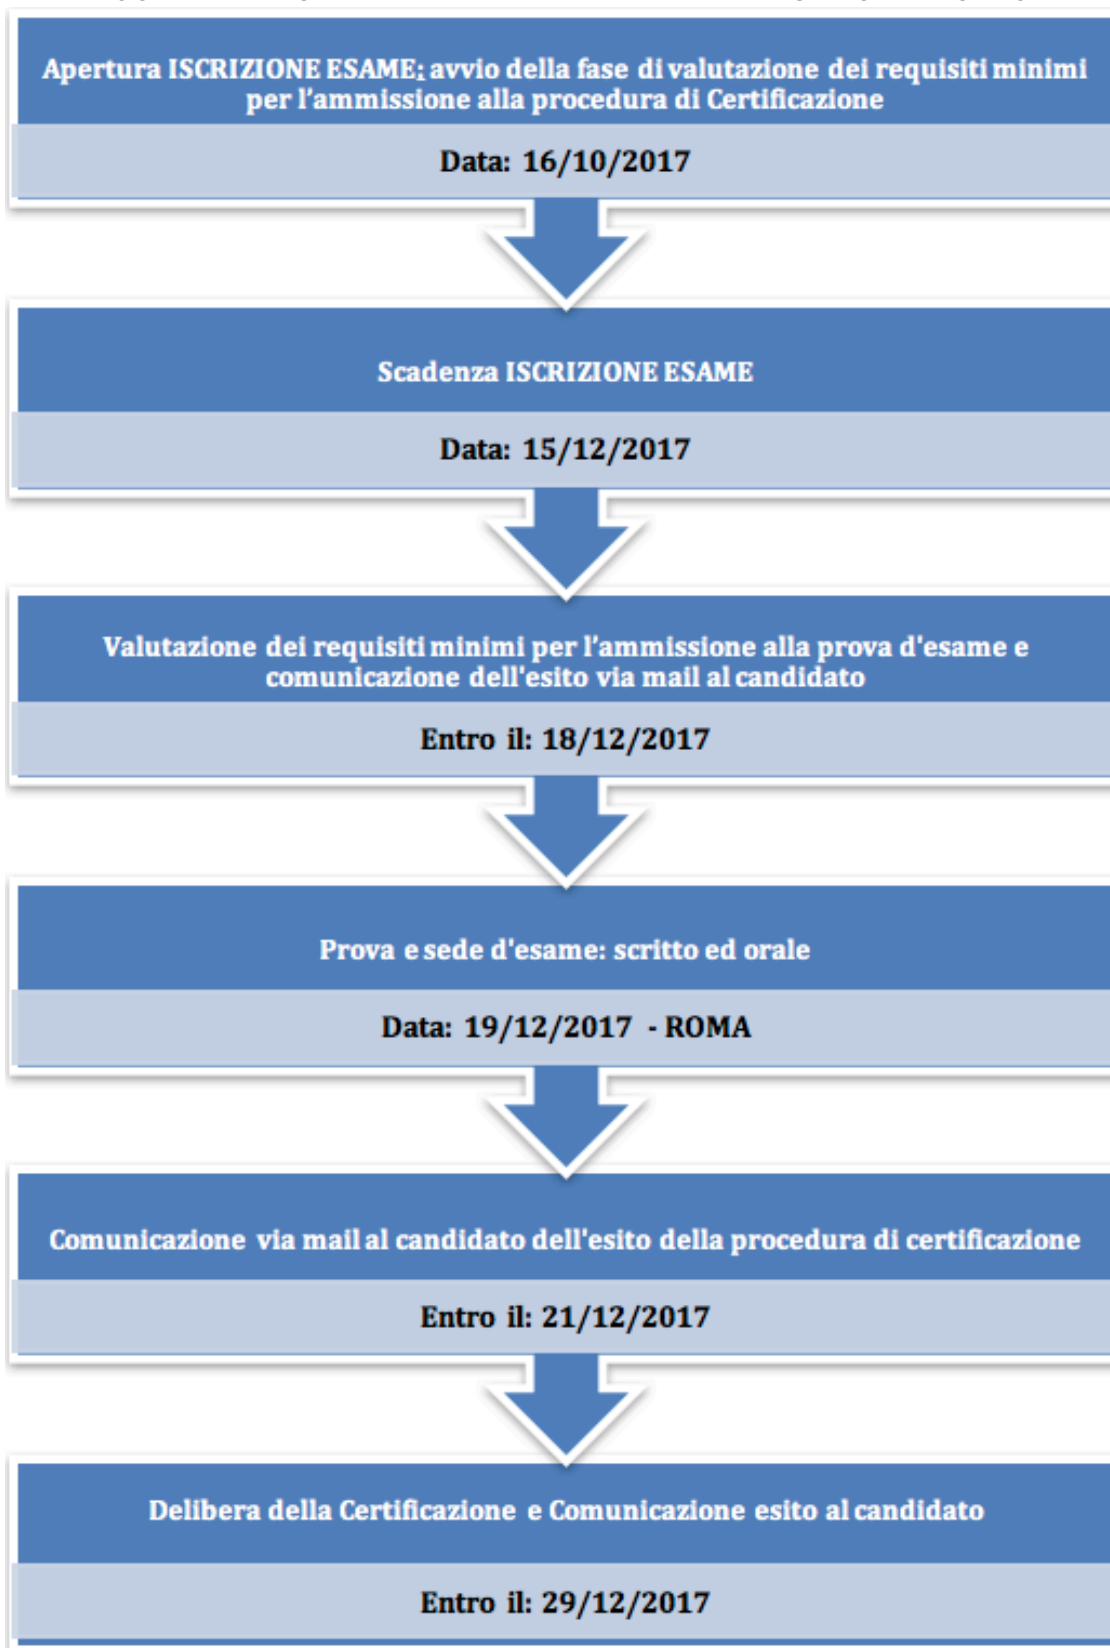 Apertura ISCRIZIONE ESAME: avvio della fase di valutazione dei requisiti minimi
per l'ammissione alla procedura di Certificazione
Data: 16/10/2017
Scadenza ISCRIZIONE ESAME
Data: 15/12/2017
Valutazione dei requisiti minimi per l'ammissione alla prova d'esame e
comunicazione dell'esito via mail al candidato
Entro il: 18/12/2017
Prova e sede d'esame: scritto ed orale
Data: 19/12/2017 - ROMA
Comunicazione via mail al candidato dell'esito della procedura di certificazione
Entro il: 21/12/2017
Delibera della Certificazione e Comunicazione esito al candidato
Entro il: 29/12/2017